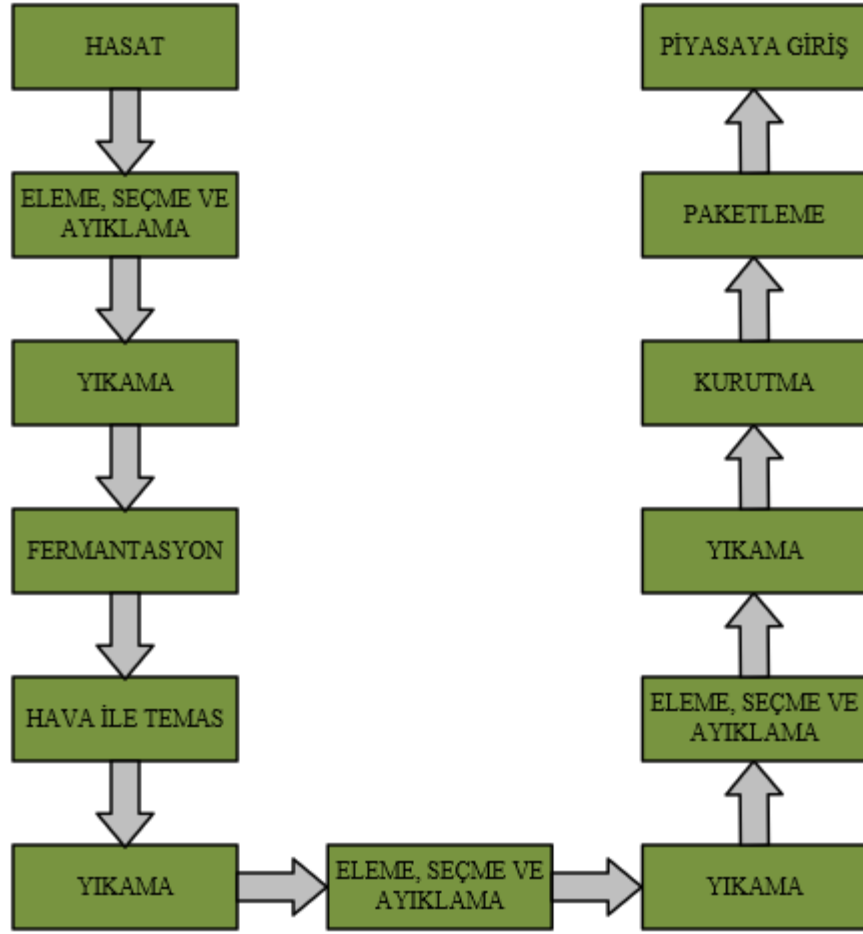 HASAT
ELEME, SEÇME VE
AYIKLAMA
YIKAMA
FERMANTASYON
HAVA İLE TEMAS
YIKAMA
ELEME, SEÇME VE
AYIKLAMA
YIKAMA
ELEME, SEÇME VE
AYIKLAMA
YIKAMA
KURUTMA
PAKETLEME
PİYASAYA GİRİŞ